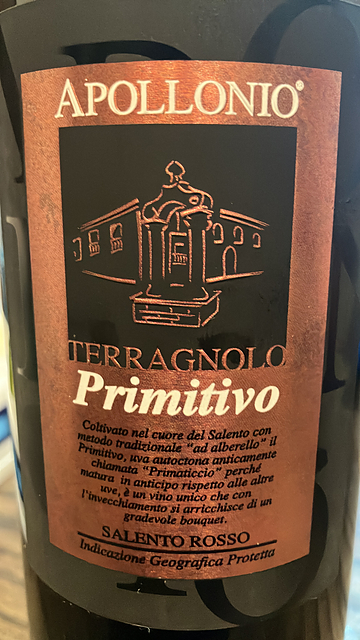 APOLLONIO®
TERRAGNOLO
Primitivo
Coltivato nel cuore del Salento con
metodo tradizionale "ad alberello" il
Primitivo, uva autoctona anticamente
chiamata "Primaticcio" perché
matura in anticipo rispetto alle altre
uve, è un vino unico che con
l'invecchiamento si arricchisce di un
gradevole bouquet.
SALENTO ROSSO
Indicazione Geografica Protetta